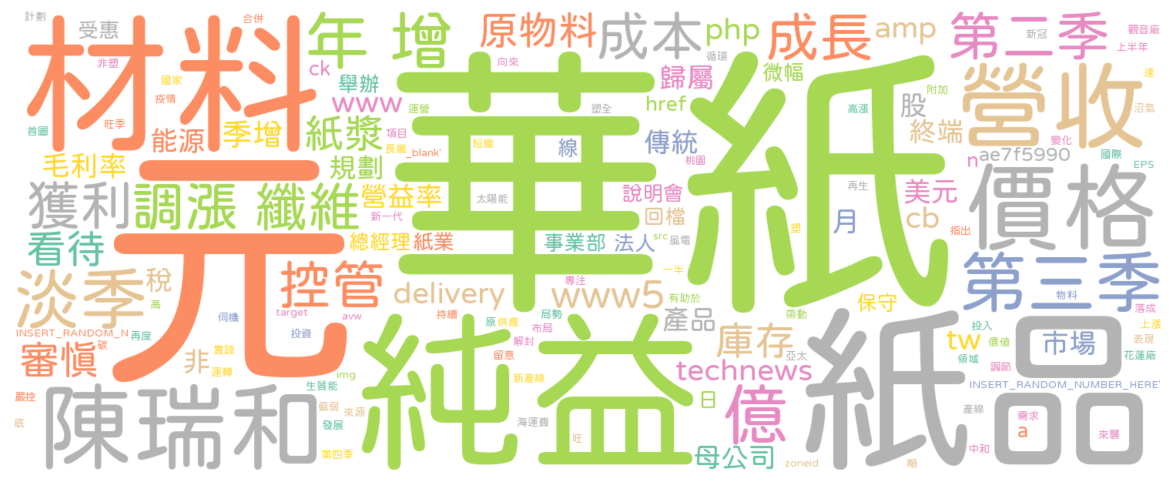 計劃
合併
受惠
年 增
原物料
成本
php
成長
amp
第二季
新冠
觀音廠
上半年
材料
非塑
ck
向來
循環
國家
舉辦
www
歸屬
微幅
營收
疫情
運營
塑全
href
股
高漲
附加
連
沼氣
首圖
旺季
能源
季增
紙漿
項目
長纖
_blank'
短纖
華紙
線
傳統
終端
變化
n
ae7f5990
國際
EPS
毛利率
規劃
桃園
元
獲利
調漲 纖維
營益率
新一代
太陽能
說明會
再生
美元
價格
回檔
月
cb
指出
看待
總經理
紙業
事業部
法人
src
風電
淡季
稅
控管
專注
一半
第三季
高
delivery
www5
有助於
保守
物料
INSERT_RANDOM_N
再度
伺機
target
avw
持續
原
供應
局勢
產品
帶動
落成
碳
投資
布局
解封
庫存
tw
投入
上漲
審慎
實踐
非
運轉
純益
留意
亞太
紙品
價值
市場
表現
領域
花蓮廠
調節
img
新產線
technews
嚴控
生質能
INSERT_RANDOM_NUMBER_HERE'
陳瑞和
偏弱
來源
發展
日
億
產線
需求
底
海運費
a
來襲
旺
母公司
第四季
zoneid
噸
中和